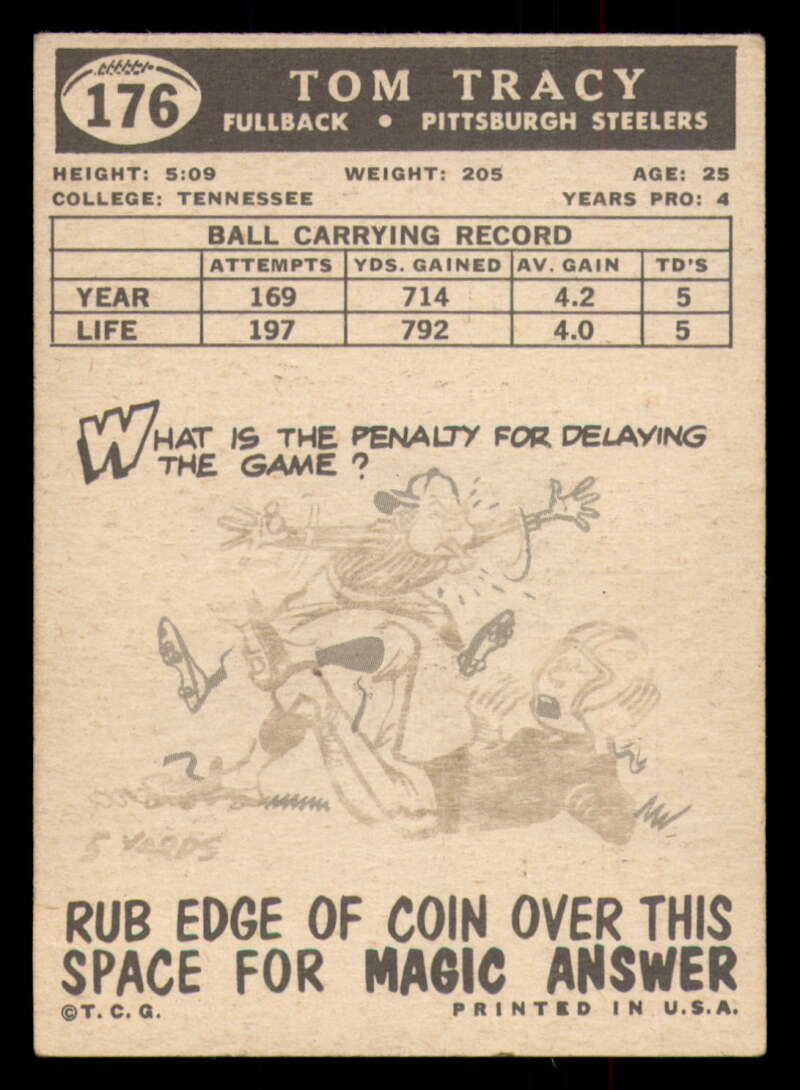 176
TOM TRACY
FULLBACK • PITTSBURGH STEELERS
HEIGHT: 5:09 WEIGHT: 205 AGE: 25
COLLEGE: TENNESSEE YEARS PRO: 4
BALL CARRYING RECORD
ATTEMPTS YDS. GAINED AV. GAIN TD'S
YEAR 169 714 4.2 5
LIFE 197 792 4.0 5
WHAT IS THE PENALTY FOR DELAYING
THE GAME ?
5 YARDS
RUB EDGE OF COIN OVER THIS
SPACE FOR MAGIC ANSWER
©T. C. G. PRINTED IN U.S.A.